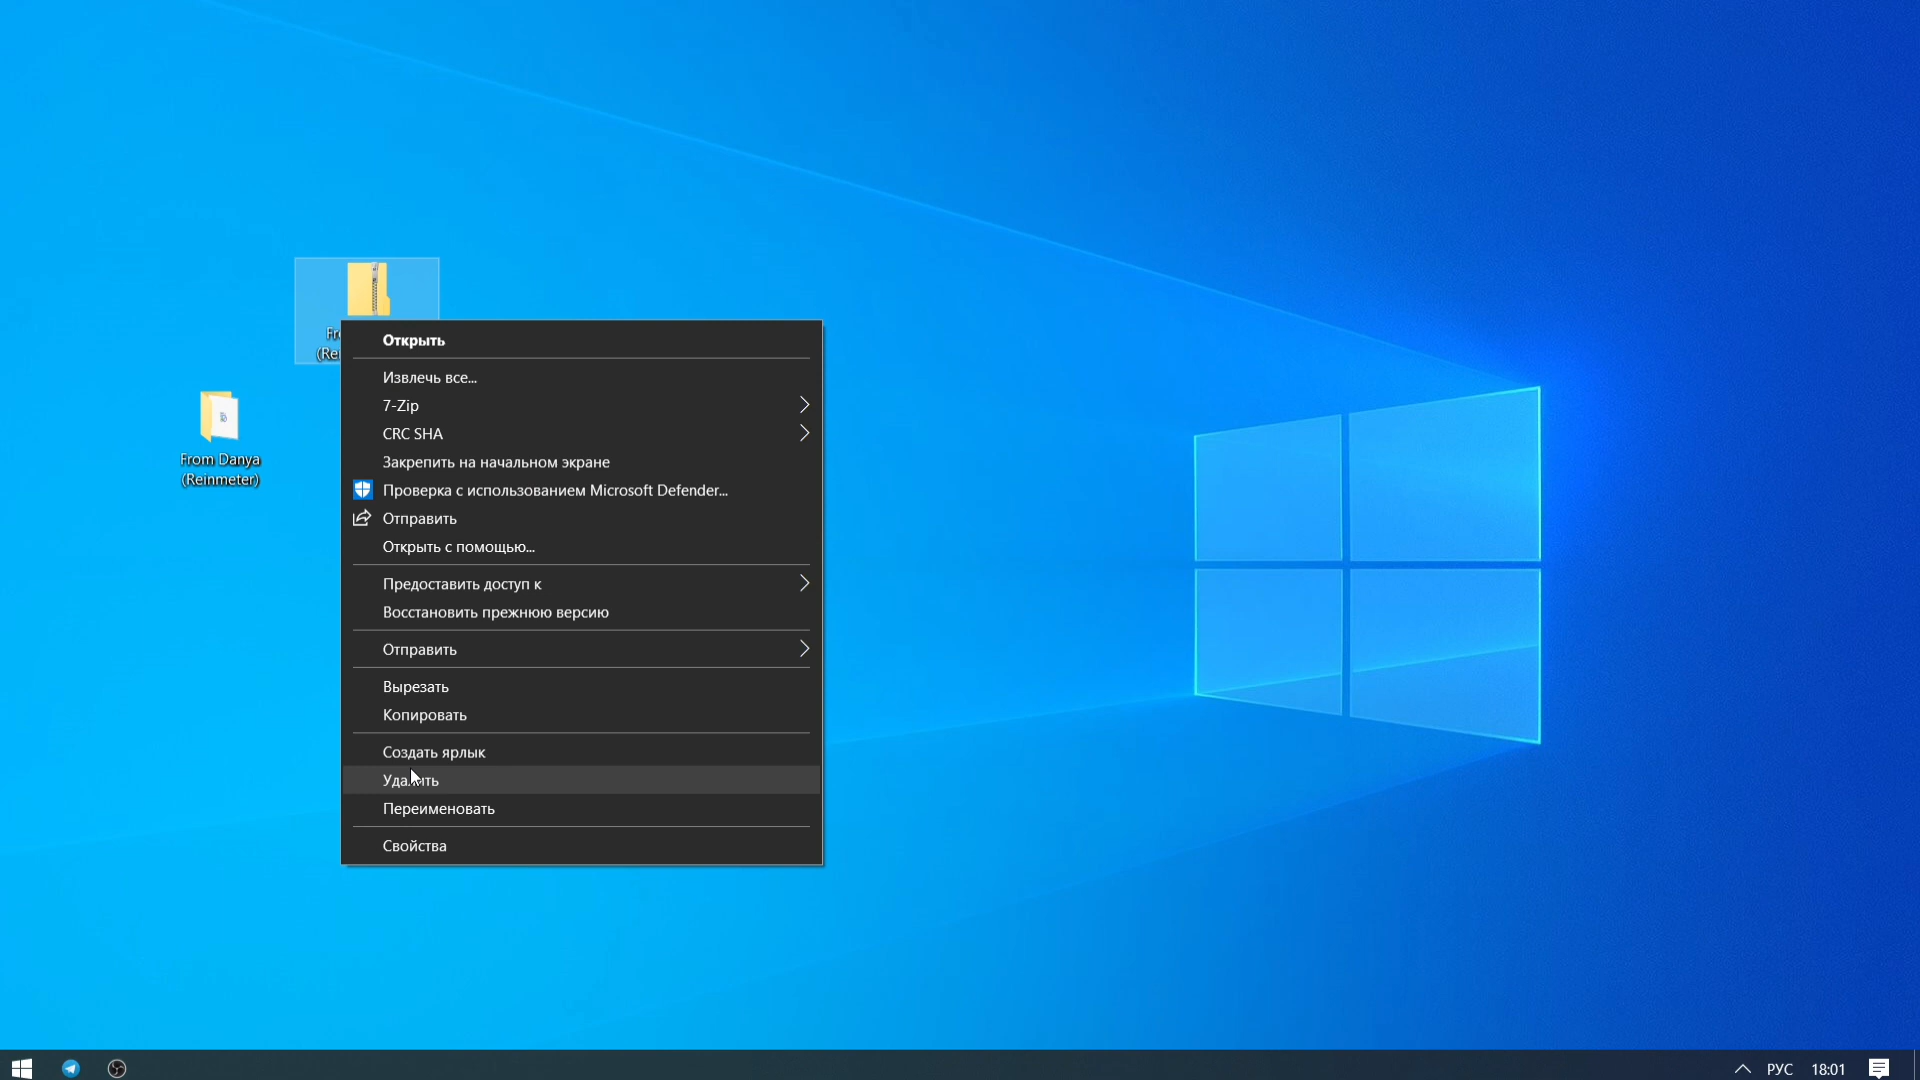 Открыть
Извлечь все...
7-Zip
CRC SHA
Закрепить на начальном экране
Проверка с использованием Microsoft Defender...
Отправить
Открыть с помощью...
Предоставить доступ к
Восстановить прежнюю версию
Отправить
Вырезать
Копировать
Создать ярлык
Удалить
Переименовать
Свойства
From Danya
(Reinmeter)
РУС
18:01